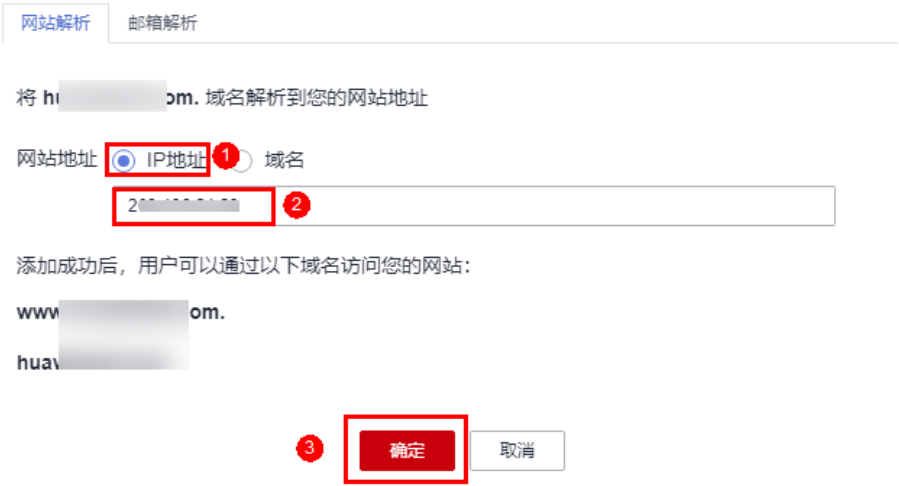 网站解析 邮箱解析
将 om. 域名解析到您的网站地址
网站地址 IP地址 1 域名
2
添加成功后，用户可以通过以下域名访问您的网站：
www om.
3 确定 取消